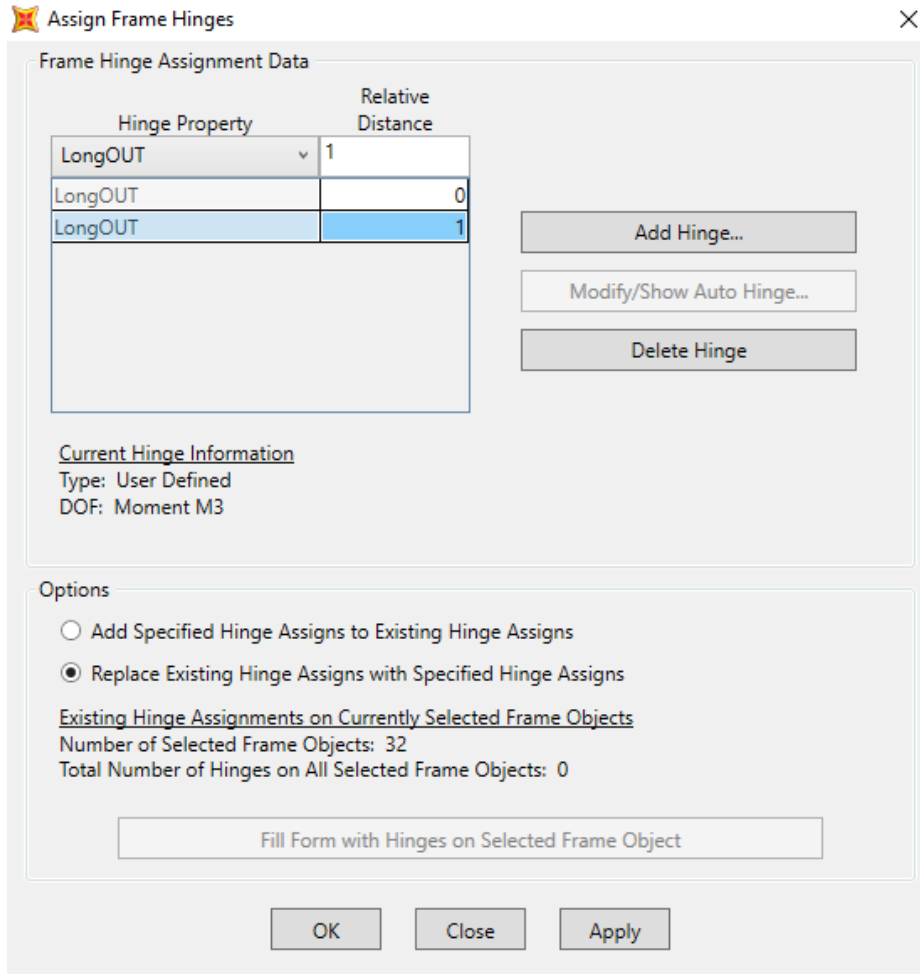 Assign Frame Hinges
Frame Hinge Assignment Data
Relative
Hinge Property Distance
LongOUT 1
LongOUT 0
LongOUT 1
Add Hinge...
Modify/Show Auto Hinge...
Delete Hinge
Current Hinge Information
Type: User Defined
DOF: Moment M3
Options
Add Specified Hinge Assigns to Existing Hinge Assigns
Replace Existing Hinge Assigns with Specified Hinge Assigns
Existing Hinge Assignments on Currently Selected Frame Objects
Number of Selected Frame Objects: 32
Total Number of Hinges on All Selected Frame Objects: 0
Fill Form with Hinges on Selected Frame Object
OK Close Apply